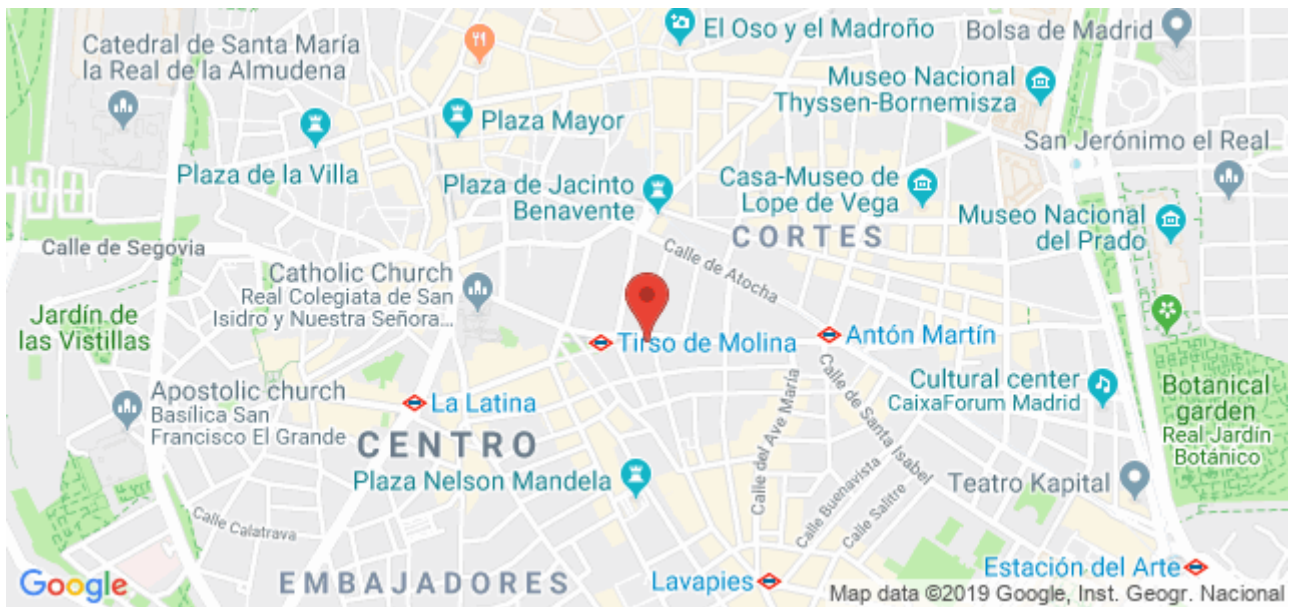 El Oso y el Madroño
Bolsa de Madrid
Catedral de Santa María
la Real de la Almudena
Museo Nacional
Thyssen-Bornemisza
Plaza Mayor
San Jerónimo el Real
Plaza de la Villa
Plaza de Jacinto
Benavente
Casa-Museo de
Lope de Vega
Museo Nacional
del Prado
CORTES
Calle de Segovia
Calle de Atocha
Catholic Church
Real Colegiata de San
Isidro y Nuestra Señora...
Jardín de
las Vistillas
Tirso de Molina
Antón Martín
Cultural center
CaixaForum Madrid
Botanical
garden
Real Jardín
Botánico
Apostolic church
Basílica San
Francisco El Grande
La Latina
CENTRO
Calle del Ave María
Calle de Santa Isabel
Plaza Nelson Mandela
Teatro Kapital
Calle Buenavista
Calle Salitre
Calle Calatrava
Estación del Arte
Lavapies
EMBAJADORES
Google
Map data ©2019 Google, Inst. Geogr. Nacional